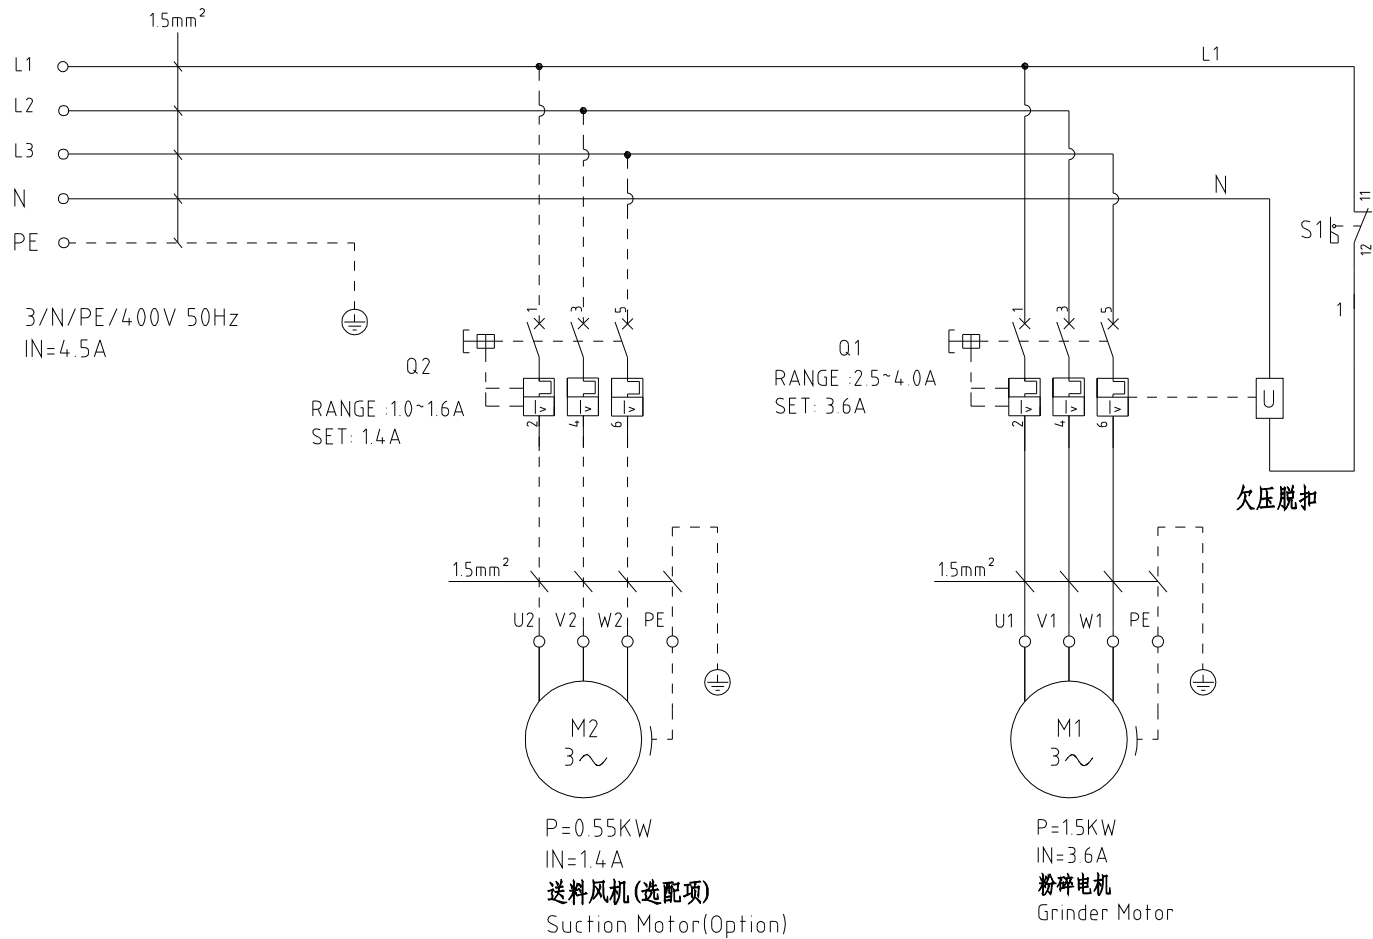 1.5mm²
L1
L1
L2
L3
N
N
PE
11
S1
12
1
3/N/PE/400V 50Hz
IN=4.5A
1
3
5
Q2
RANGE :1.0~1.6A
SET: 1.4A
I>
I>
I>
2
4
6
1
3
5
Q1
RANGE :2.5~4.0A
SET: 3.6A
I>
I>
I>
2
4
6
U
欠压脱扣
1.5mm²
U2
V2
W2
PE
M2
3~
P=0.55KW
IN=1.4A
送料风机(选配项)
Suction Motor(Option)
1.5mm²
U1
V1
W1
PE
M1
3~
P=1.5KW
IN=3.6A
粉碎电机
Grinder Motor